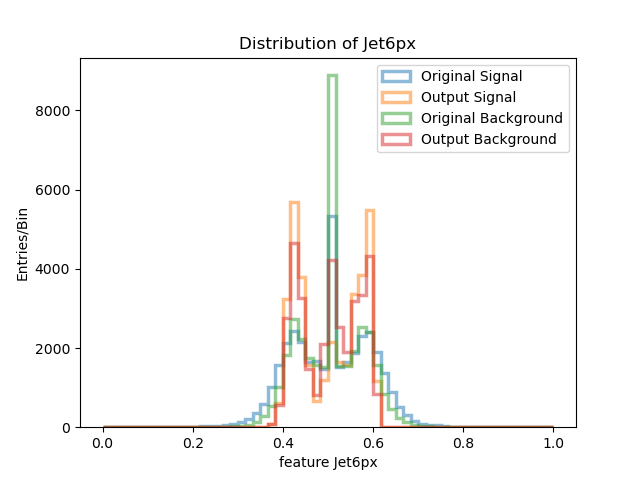 Distribution of Jet6px
Original Signal
Output Signal
Original Background
Output Background
Entries/Bin
8000
6000
4000
2000
0
0.0 0.2 0.4 0.6 0.8 1.0
feature Jet6px